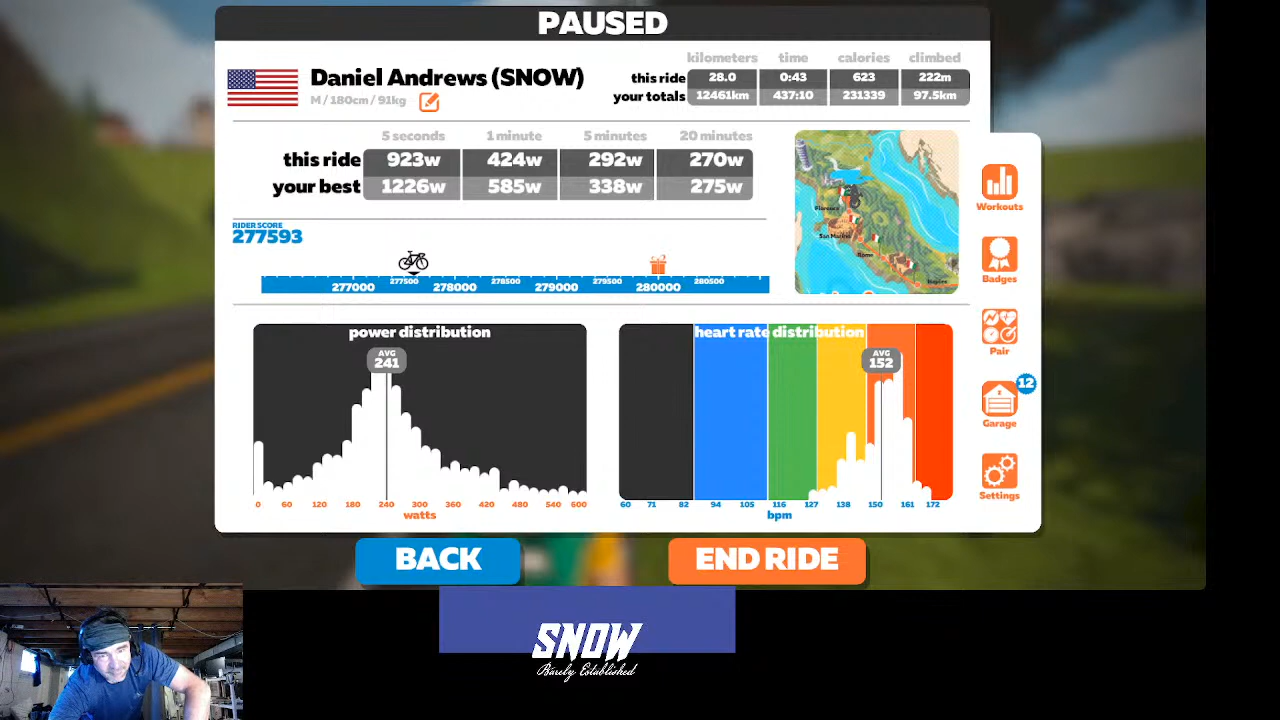 PAUSED
Daniel Andrews (SNOW)
M / 180cm / 91kg
kilometers time calories climbed
this ride 28.0 0:43 623 222m
your totals 12461km 437:10 231339 97.5km
5 seconds 1 minute 5 minutes 20 minutes
this ride 923w 424w 292w 270w
your best 1226w 585w 338w 275w
RIDER SCORE
277593
277000 277500 278000 278500 279000 279500 280000 280500
power distribution
AVG
241
0 60 120 180 240 300 360 420 480 540 600
watts
heart rate distribution
AVG
152
60 71 82 94 105 116 127 138 150 161 172
bpm
Workouts
Badges
Pair
12
Garage
Settings
BACK
END RIDE
SNOW
Barely Established